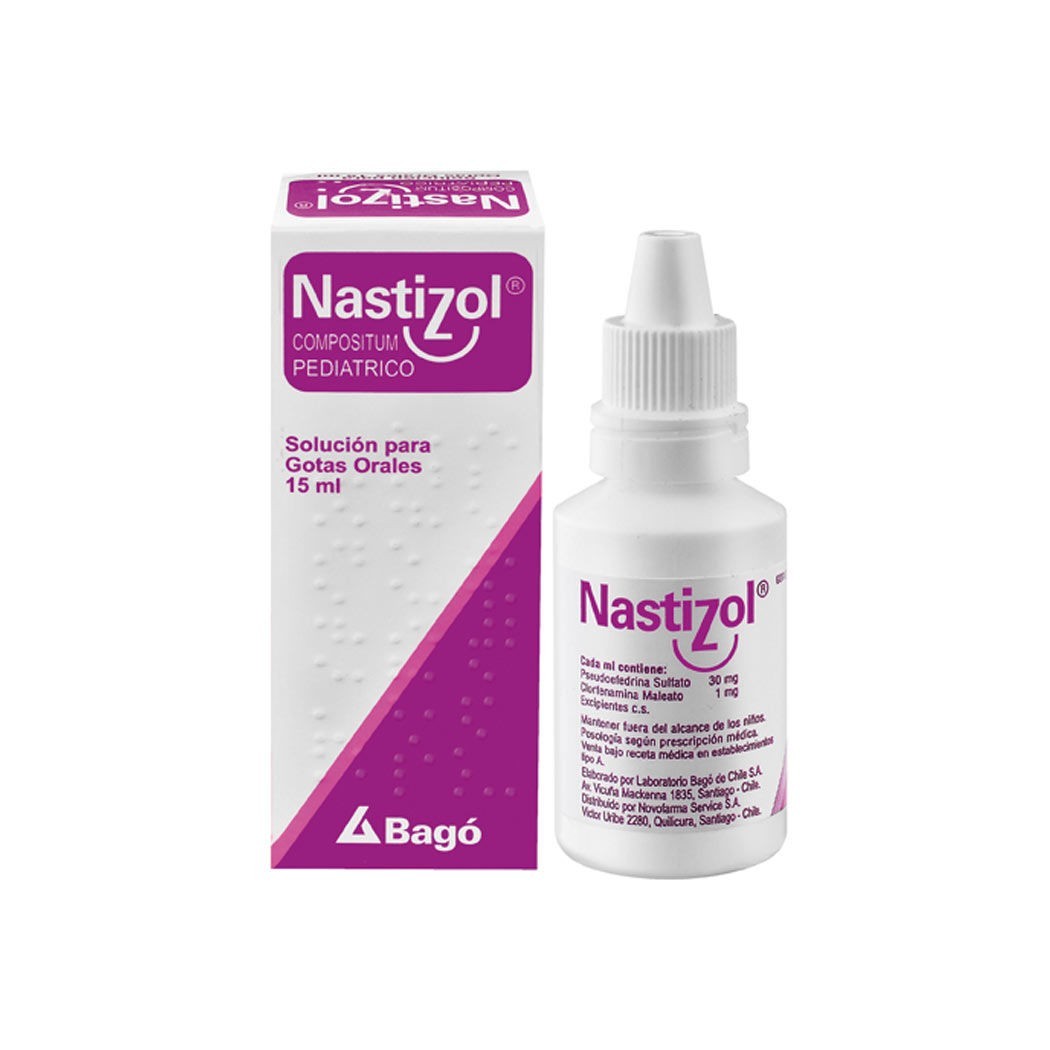 Nastizol®
COMPOSITUM
PEDIATRICO
Nastizol®
COMPOSITUM
PEDIATRICO
Solución para
Gotas Orales
15 ml
Bagó
Nastizol®
Cada ml contiene:
Pseudoefedrina Sulfato 30 mg
Clorfenamina Maleato 1 mg
Excipientes c.s.
Mantener fuera del alcance de los niños.
Posología según prescripción médica.
Venta bajo receta médica en establecimientos
tipo A.
Elaborado por Laboratorio Bagó de Chile S.A.
Av. Vicuña Mackenna 1835, Santiago - Chile.
Distribuido por Novofarma Service S.A.
Victor Uribe 2280, Quilicura, Santiago - Chile.